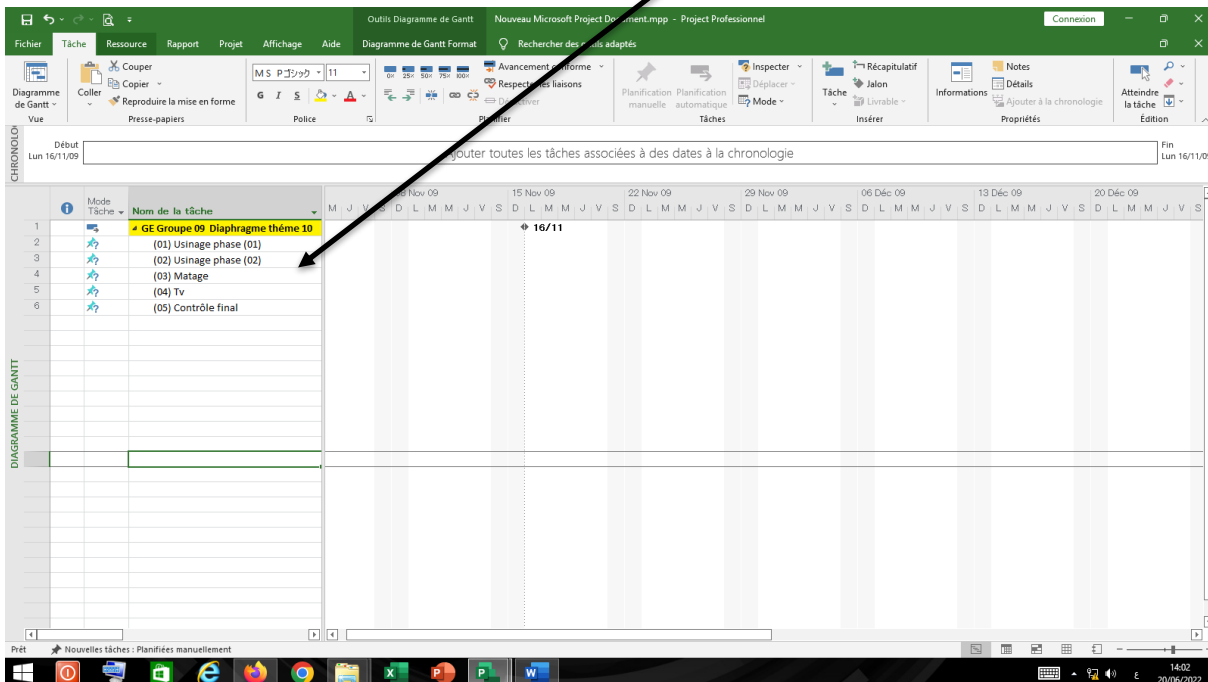 Outils Diagramme de Gantt Nouveau Microsoft Project Document.mpp - Project Professionnel Connexion
Fichier Tâche Ressource Rapport Projet Affichage Aide Diagramme de Gantt Format Rechercher des outils adaptés
Diagramme de Gantt
Coller
Couper
Copier
Reproduire la mise en forme
MS Pゴシック 11
G I S A
0× 25× 50× 75× 100×
Avancement conforme
Respecter les liaisons
Planification manuelle
Planification automatique
Inspecter
Déplacer
Mode
Tâche
Récapitulatif
Jalon
Livrable
Informations
Notes
Détails
Ajouter à la chronologie
Atteindre la tâche
Vue Presse-papiers Police Planifier Tâches Insérer Propriétés Édition
Début
Lun 16/11/09
Ajouter toutes les tâches associées à des dates à la chronologie
Fin
Lun 16/11/09
Mode Tâche Nom de la tâche
Nov 09 15 Nov 09 22 Nov 09 29 Nov 09 06 Déc 09 13 Déc 09 20 Déc 09
M J V S D L M M J V S D L M M J V S D L M M J V S D L M M J V S D L M M J V S D L M M J V S D L M M J V S
1 GE Groupe 09 Diaphragme théme 10 16/11
2 (01) Usinage phase (01)
3 (02) Usinage phase (02)
4 (03) Matage
5 (04) Tv
6 (05) Contrôle final
DIAGRAMME DE GANTT
Prêt Nouvelles tâches : Planifiées manuellement
14:02
20/06/2022